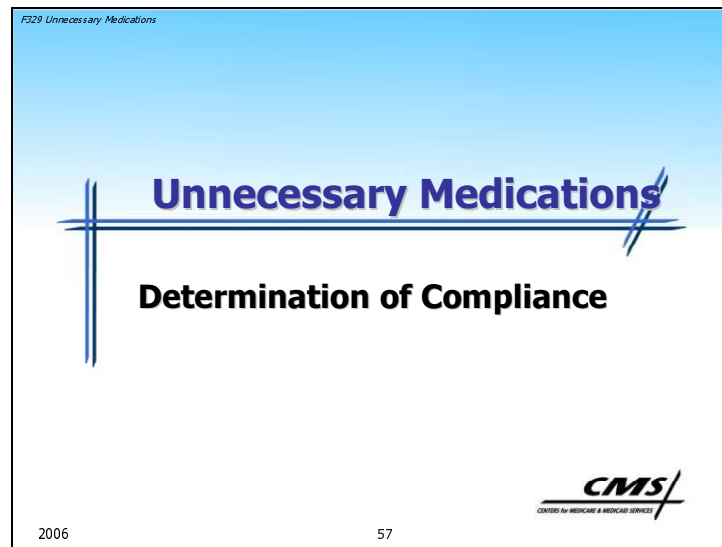 F329 Unnecessary Medications
Unnecessary Medications
Determination of Compliance
CMS
CENTERS for MEDICARE & MEDICAID SERVICES
2006
57